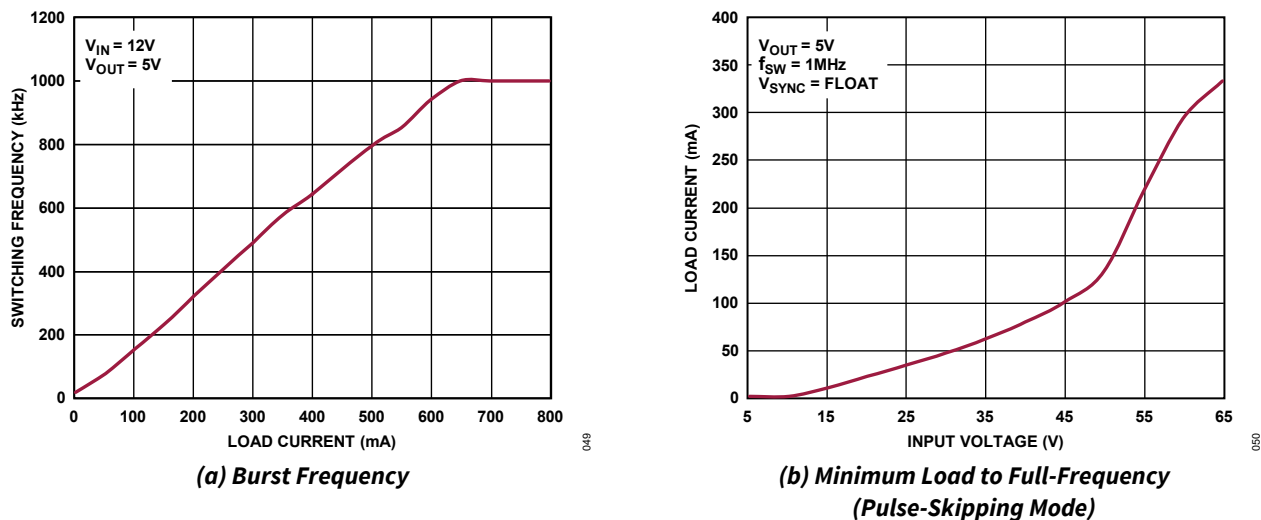 1200
1000
800
600
400
200
0
SWITCHING FREQUENCY (kHz)
VIN = 12V
VOUT = 5V
0 100 200 300 400 500 600 700 800
LOAD CURRENT (mA)
049
(a) Burst Frequency
400
350
300
250
200
150
100
50
0
LOAD CURRENT (mA)
VOUT = 5V
fSW = 1MHz
VSYNC = FLOAT
5 15 25 35 45 55 65
INPUT VOLTAGE (V)
050
(b) Minimum Load to Full-Frequency
(Pulse-Skipping Mode)